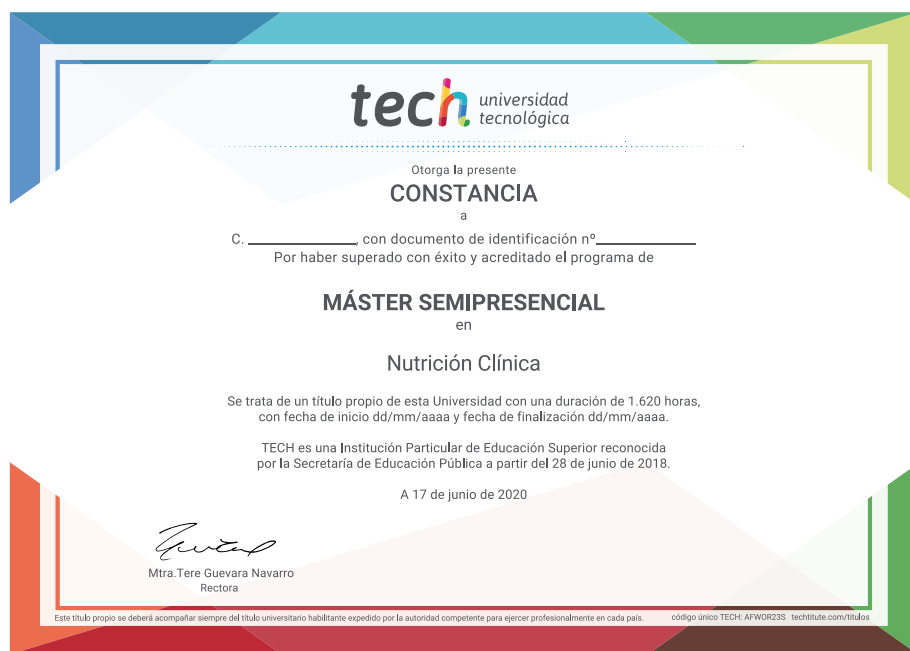 tech universidad
tecnológica
Otorga la presente
CONSTANCIA
a
C. ____________, con documento de identificación nº____________
Por haber superado con éxito y acreditado el programa de
MÁSTER SEMIPRESENCIAL
en
Nutrición Clínica
Se trata de un título propio de esta Universidad con una duración de 1.620 horas,
con fecha de inicio dd/mm/aaaa y fecha de finalización dd/mm/aaaa.
TECH es una Institución Particular de Educación Superior reconocida
por la Secretaría de Educación Pública a partir del 28 de junio de 2018.
A 17 de junio de 2020
Mtra.Tere Guevara Navarro
Rectora
Este título propio se deberá acompañar siempre del título universitario habilitante expedido por la autoridad competente para ejercer profesionalmente en cada país. código único TECH: AFWOR23S techtitute.com/titulos